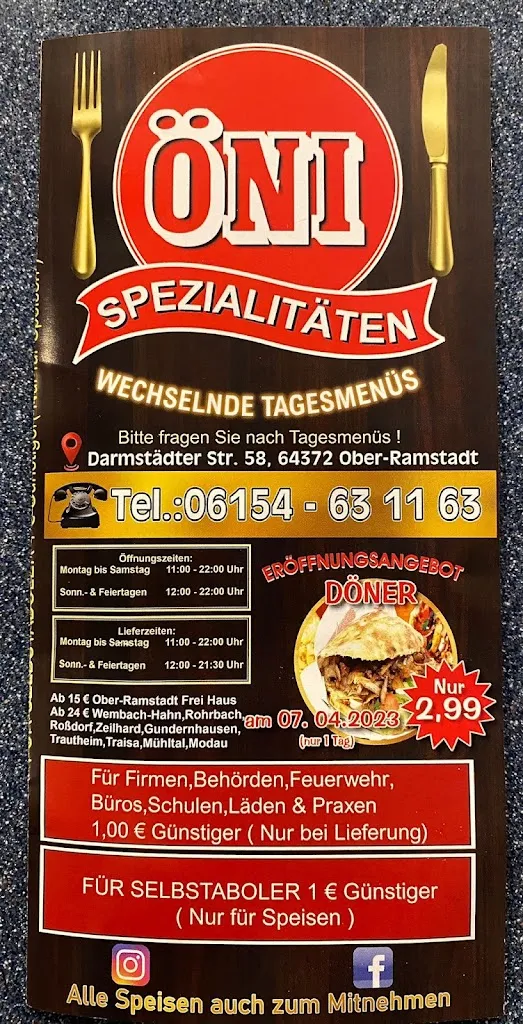 ÖNI
SPEZIALITÄTEN
WECHSELNDE TAGESMENÜS
Bitte fragen Sie nach Tagesmenüs !
Darmstädter Str. 58, 64372 Ober-Ramstadt
Tel.:06154 - 63 11 63
Öffnungszeiten:
Montag bis Samstag 11:00 - 22:00 Uhr
Sonn.- & Feiertagen 12:00 - 22:00 Uhr
Lieferzeiten:
Montag bis Samstag 11:00 - 22:00 Uhr
Sonn.- & Feiertagen 12:00 - 21:30 Uhr
Ab 15 € Ober-Ramstadt Frei Haus
Ab 24 € Wembach-Hahn,Rohrbach,
Roßdorf,Zeilhard,Gundernhausen,
Trautheim,Traisa,Mühltal,Modau
ERÖFFNUNGSANGEBOT
DÖNER
Nur
2,99
am 07. 04.2023
(nur 1 Tag)
Für Firmen,Behörden,Feuerwehr,
Büros,Schulen,Läden & Praxen
1,00 € Günstiger ( Nur bei Lieferung)
FÜR SELBSTABOLER 1 € Günstiger
( Nur für Speisen )
f
Alle Speisen auch zum Mitnehmen